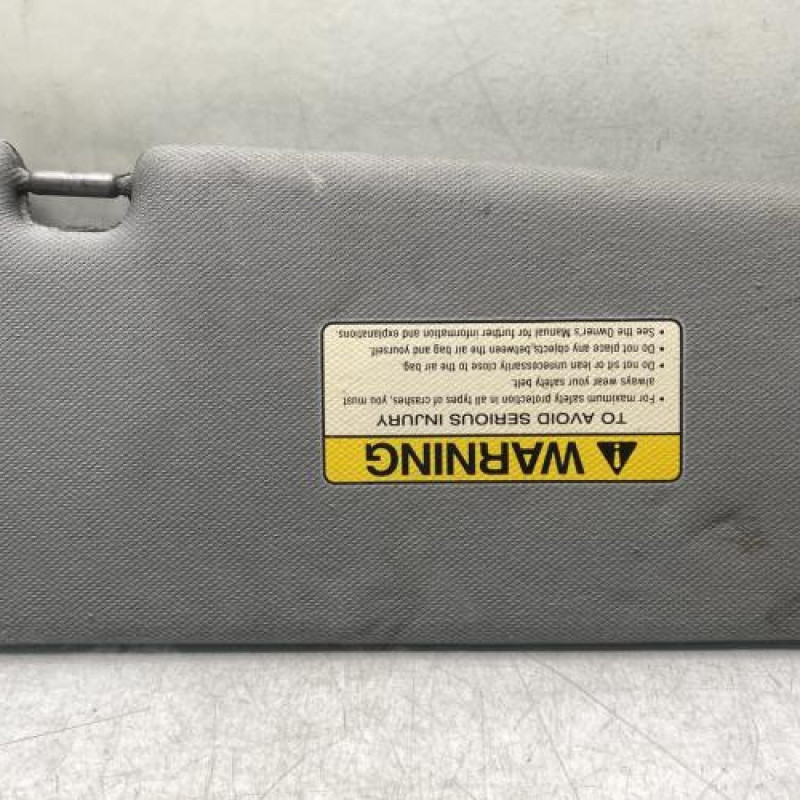 WARNING
TO AVOID SERIOUS INJURY
• For maximum safety protection in all types of crashes, you must
always wear your safety belt.
• Do not sit or lean unnecessarily close to the air bag.
• Do not place any objects,between the air bag and yourself.
• See the Owner's Manual for further information and explanations.